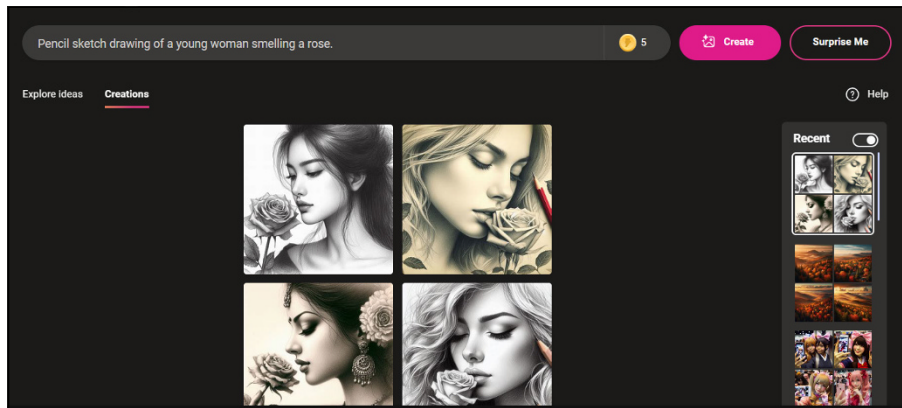 Pencil sketch drawing of a young woman smelling a rose.
5
Create
Surprise Me
Explore ideas
Creations
Help
Recent